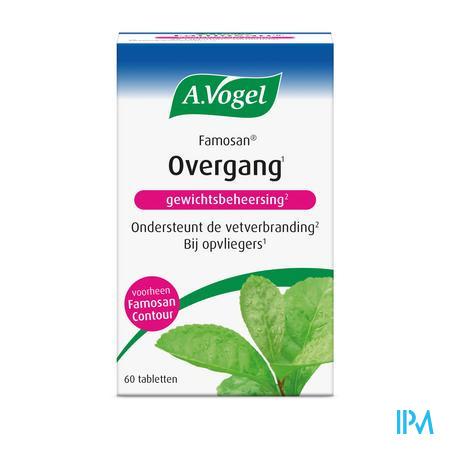 A.Vogel
Famosan®
Overgang¹
gewichtsbeheersing²
Ondersteunt de vetverbranding²
Bij opvliegers¹
voorheen
Famosan
Contour
60 tabletten
IPM